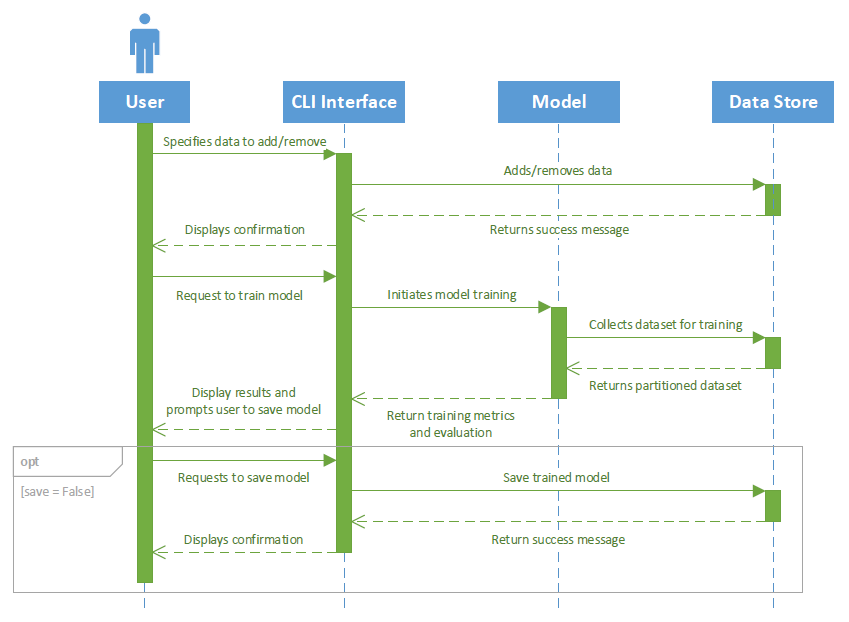 User
CLI Interface
Model
Data Store
Specifies data to add/remove
Adds/removes data
Returns success message
Displays confirmation
Request to train model
Initiates model training
Collects dataset for training
Returns partitioned dataset
Display results and
prompts user to save model
Return training metrics
and evaluation
opt
[save = False]
Requests to save model
Save trained model
Return success message
Displays confirmation